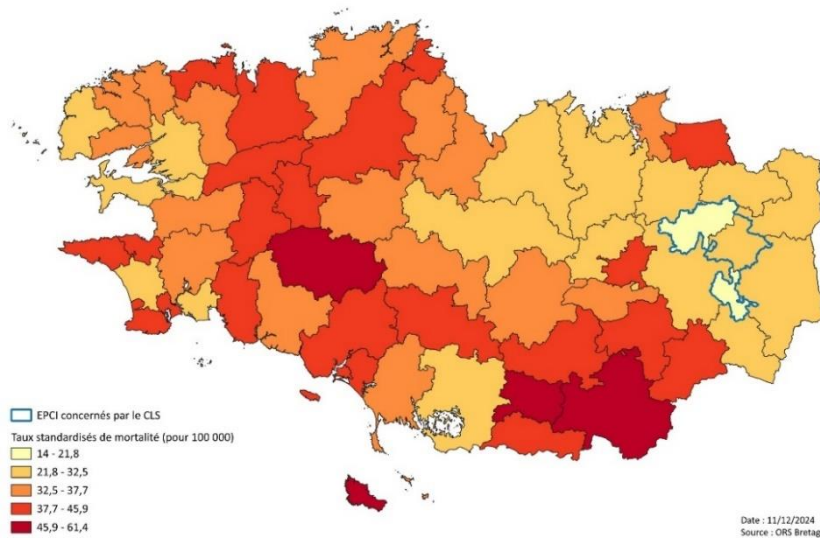 EPCI concernés par le CLS
Taux standardisés de mortalité (pour 100 000)
14 - 21,8
21,8 - 32,5
32,5 - 37,7
37,7 - 45,9
45,9 - 61,4
Date : 11/12/2024
Source : ORS Bretag